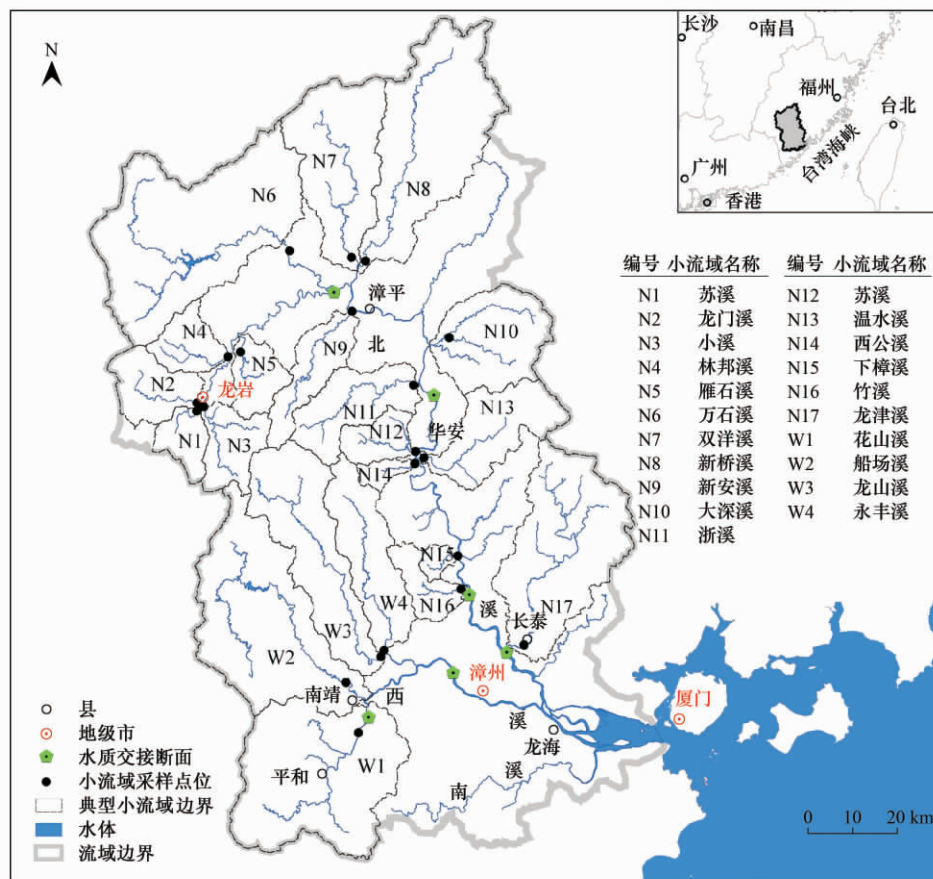 N
长沙
南昌
福州
台北
台湾海峡
广州
香港
编号 小流域名称 编号 小流域名称
N1 苏溪 N12 苏溪
N2 龙门溪 N13 温水溪
N3 小溪 N14 西公溪
N4 林邦溪 N15 下樟溪
N5 雁石溪 N16 竹溪
N6 万石溪 N17 龙津溪
N7 双洋溪 W1 花山溪
N8 新桥溪 W2 船场溪
N9 新安溪 W3 龙山溪
N10 大深溪 W4 永丰溪
N11 浙溪
N7
N8
N6
漳平
N4
N5
N9
北
N10
N2
龙岩
N11
N13
N1
N3
N12
华安
N14
N15
N16
溪
N17
W4
长泰
W3
W2
漳州
厦门
南靖
西
溪
龙海
W1
平和
南
溪
县
地级市
水质交接断面
小流域采样点位
典型小流域边界
水体
流域边界
0 10 20 km